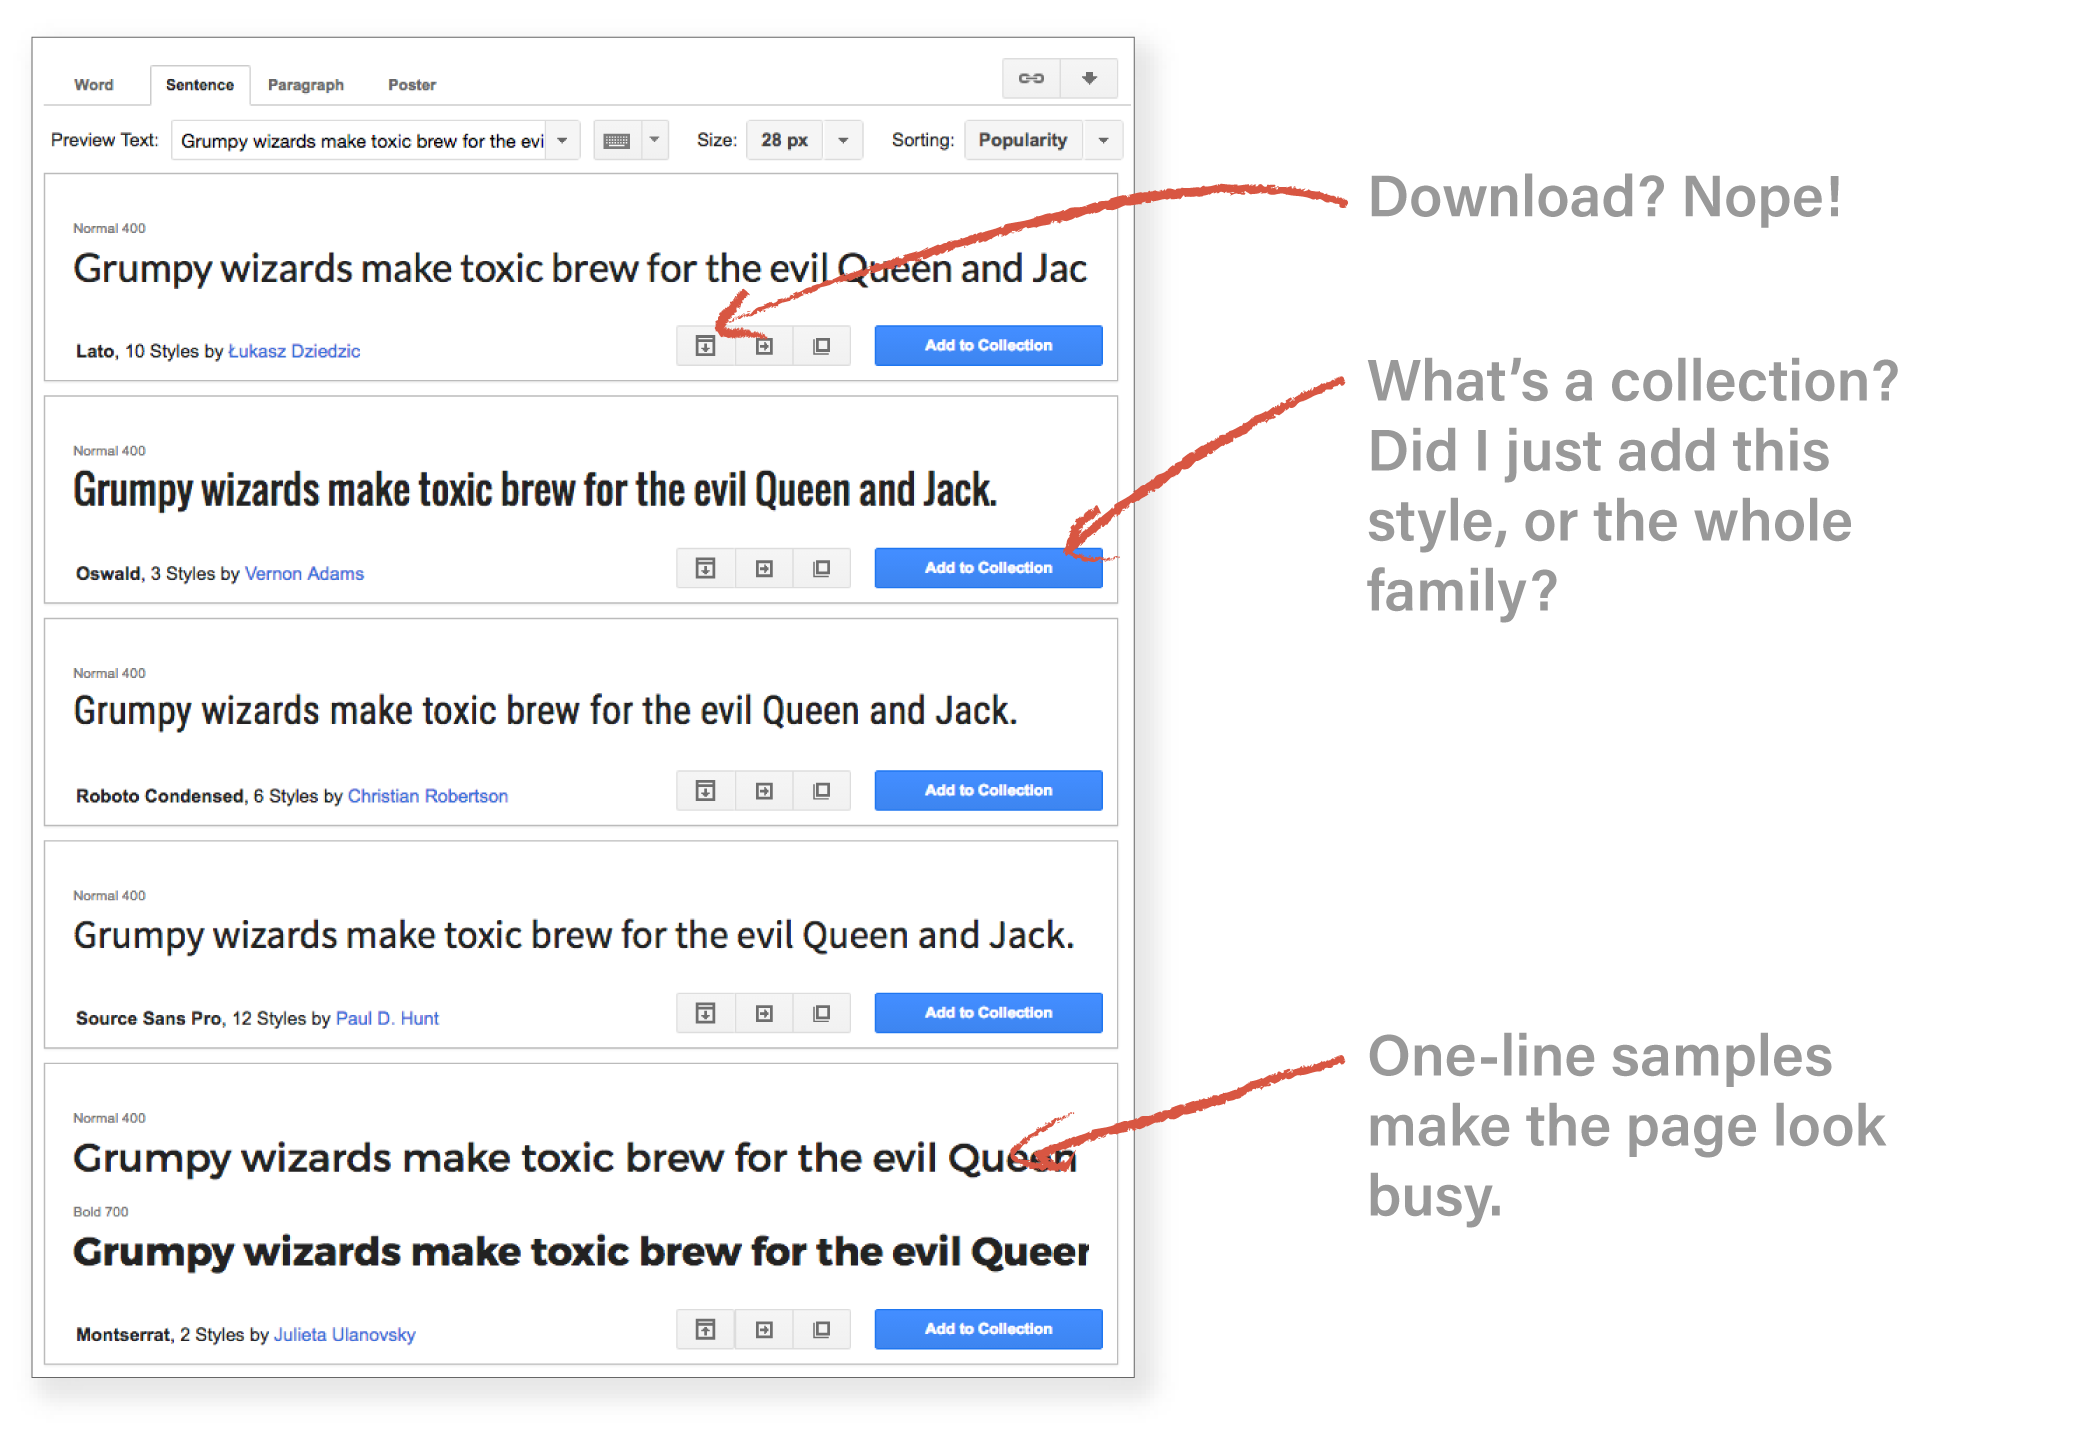 Word Sentence Paragraph Poster
Preview Text: Grumpy wizards make toxic brew for the evi Size: 28 px Sorting: Popularity
Normal 400
Grumpy wizards make toxic brew for the evil Queen and Jac
Lato, 10 Styles by Łukasz Dziedzic Add to Collection
Normal 400
Grumpy wizards make toxic brew for the evil Queen and Jack.
Oswald, 3 Styles by Vernon Adams Add to Collection
Normal 400
Grumpy wizards make toxic brew for the evil Queen and Jack.
Roboto Condensed, 6 Styles by Christian Robertson Add to Collection
Normal 400
Grumpy wizards make toxic brew for the evil Queen and Jack.
Source Sans Pro, 12 Styles by Paul D. Hunt Add to Collection
Normal 400
Grumpy wizards make toxic brew for the evil Queen
Bold 700
Grumpy wizards make toxic brew for the evil Queen
Montserrat, 2 Styles by Julieta Ulanovsky Add to Collection
Download? Nope!
What’s a collection?
Did I just add this
style, or the whole
family?
One-line samples
make the page look
busy.